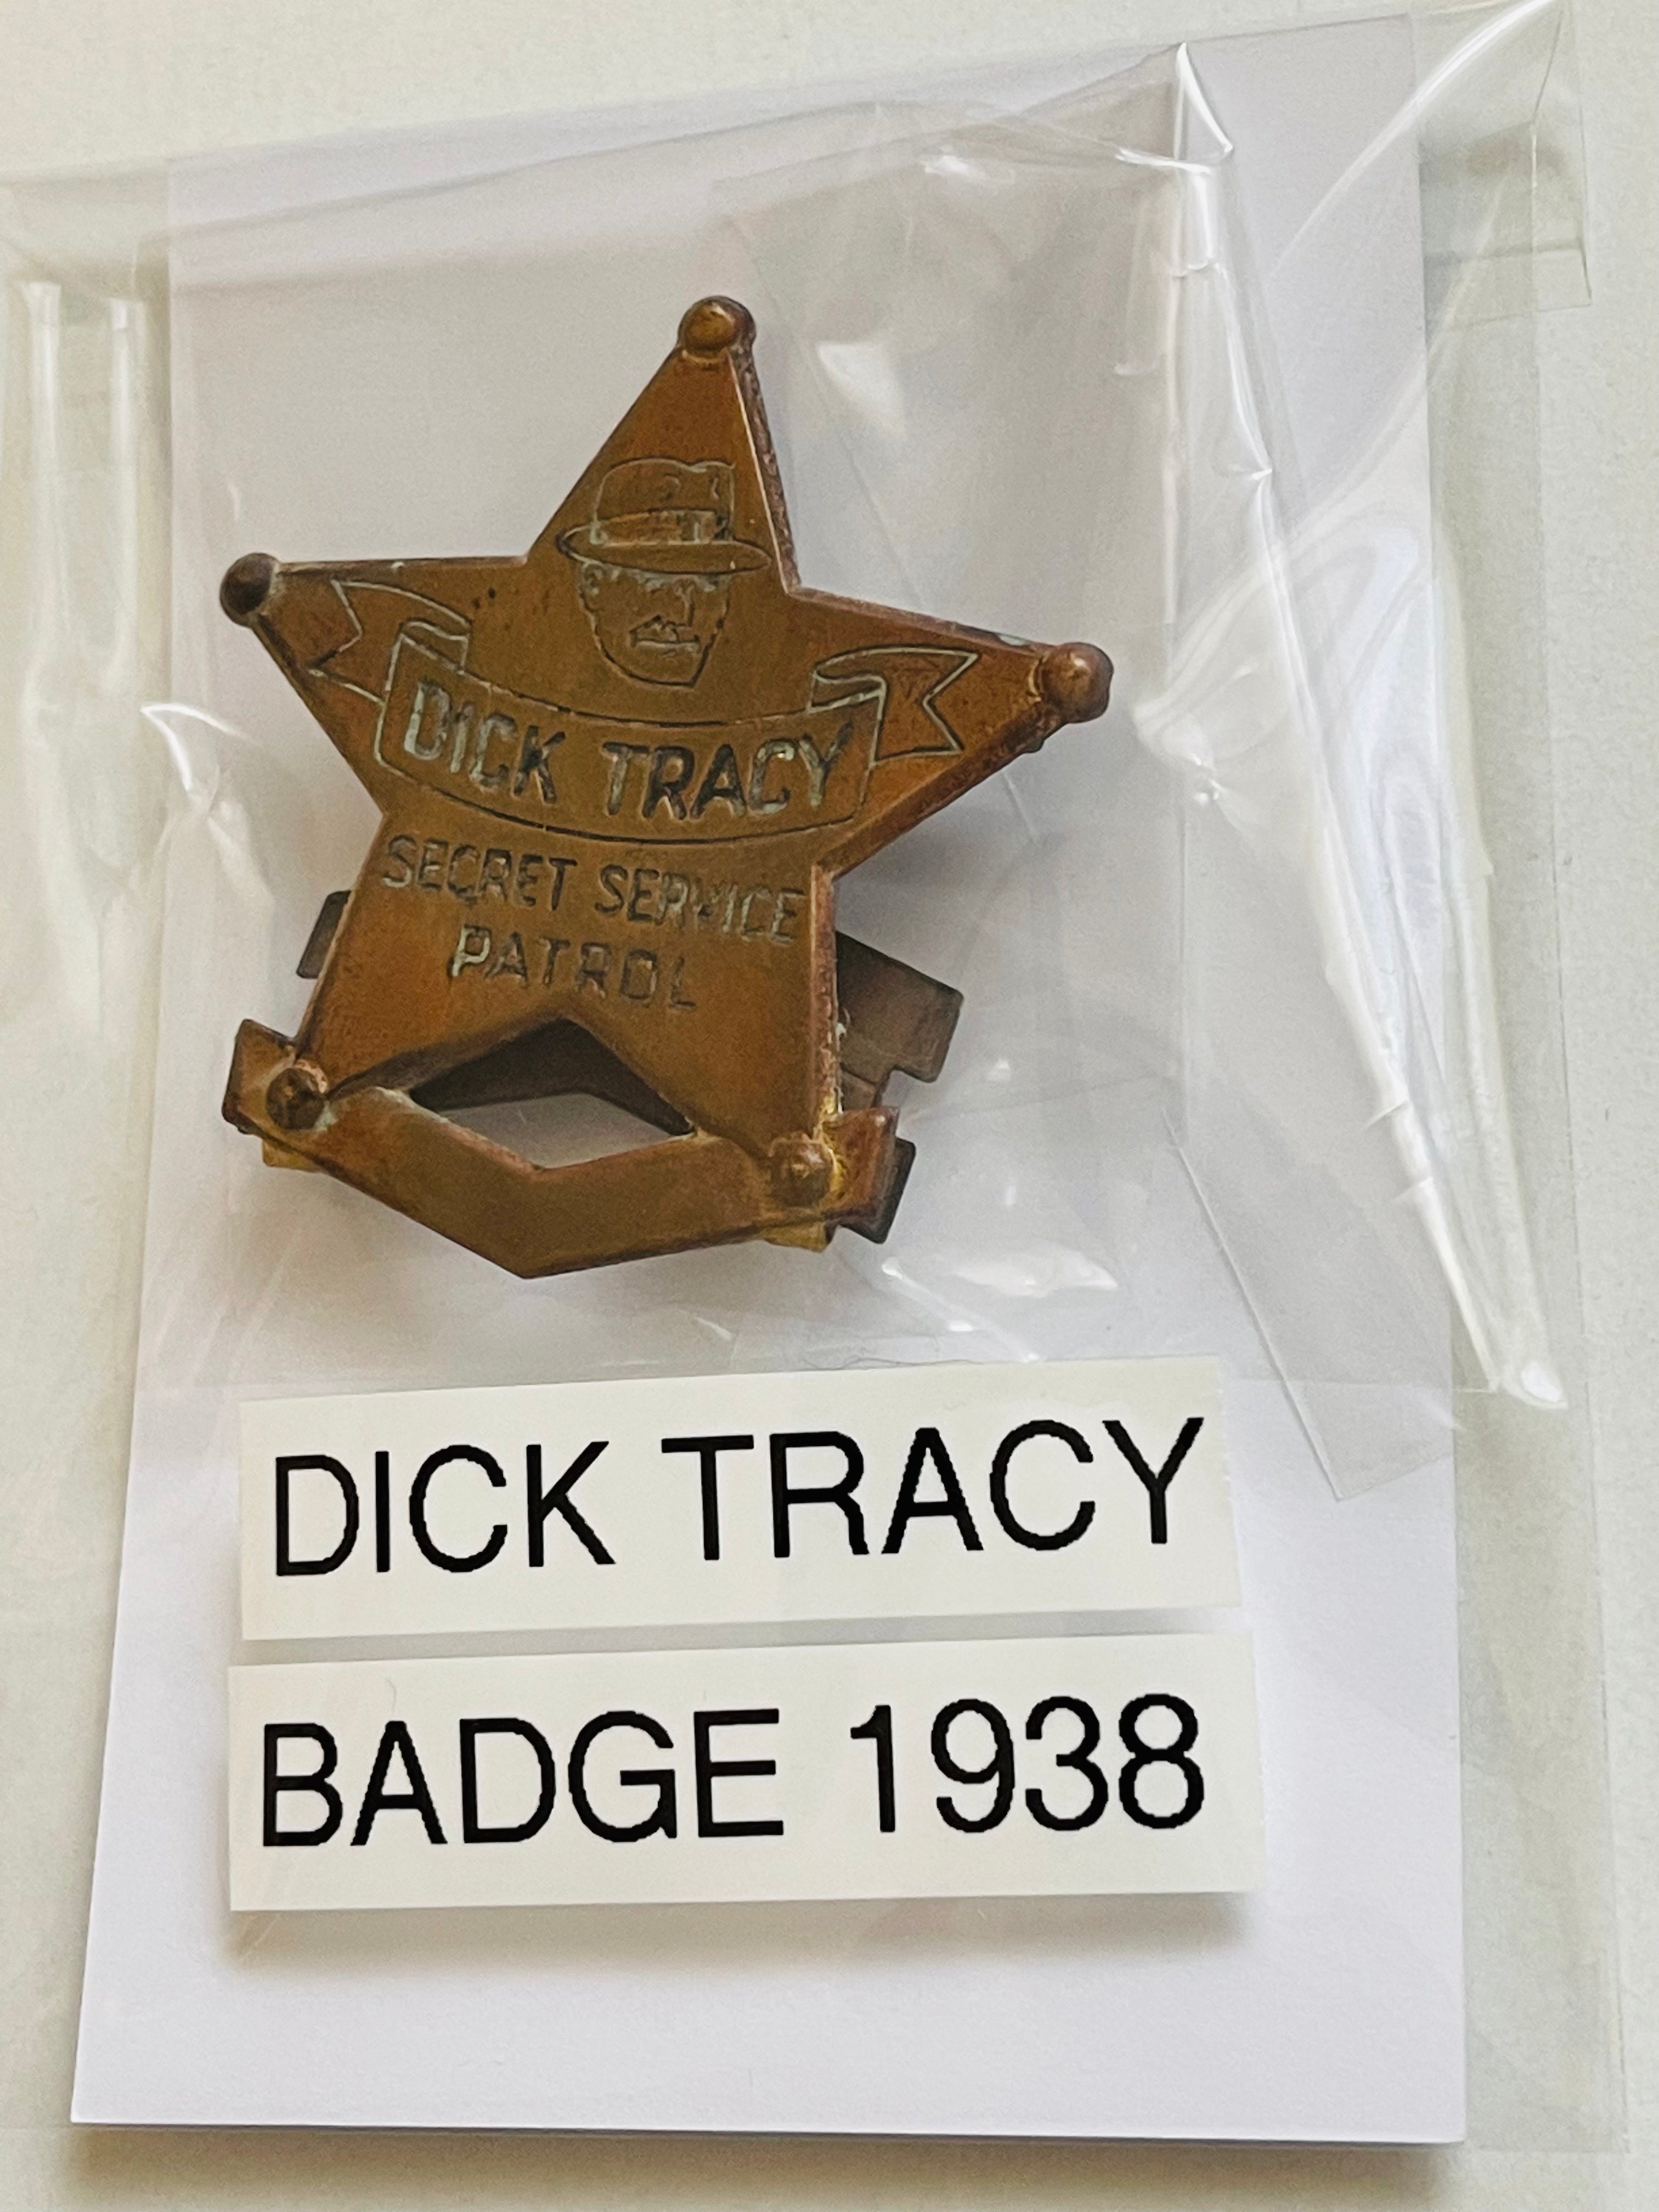 DICK TRACY
SECRET SERVICE
PATROL
DICK TRACY
BADGE 1938